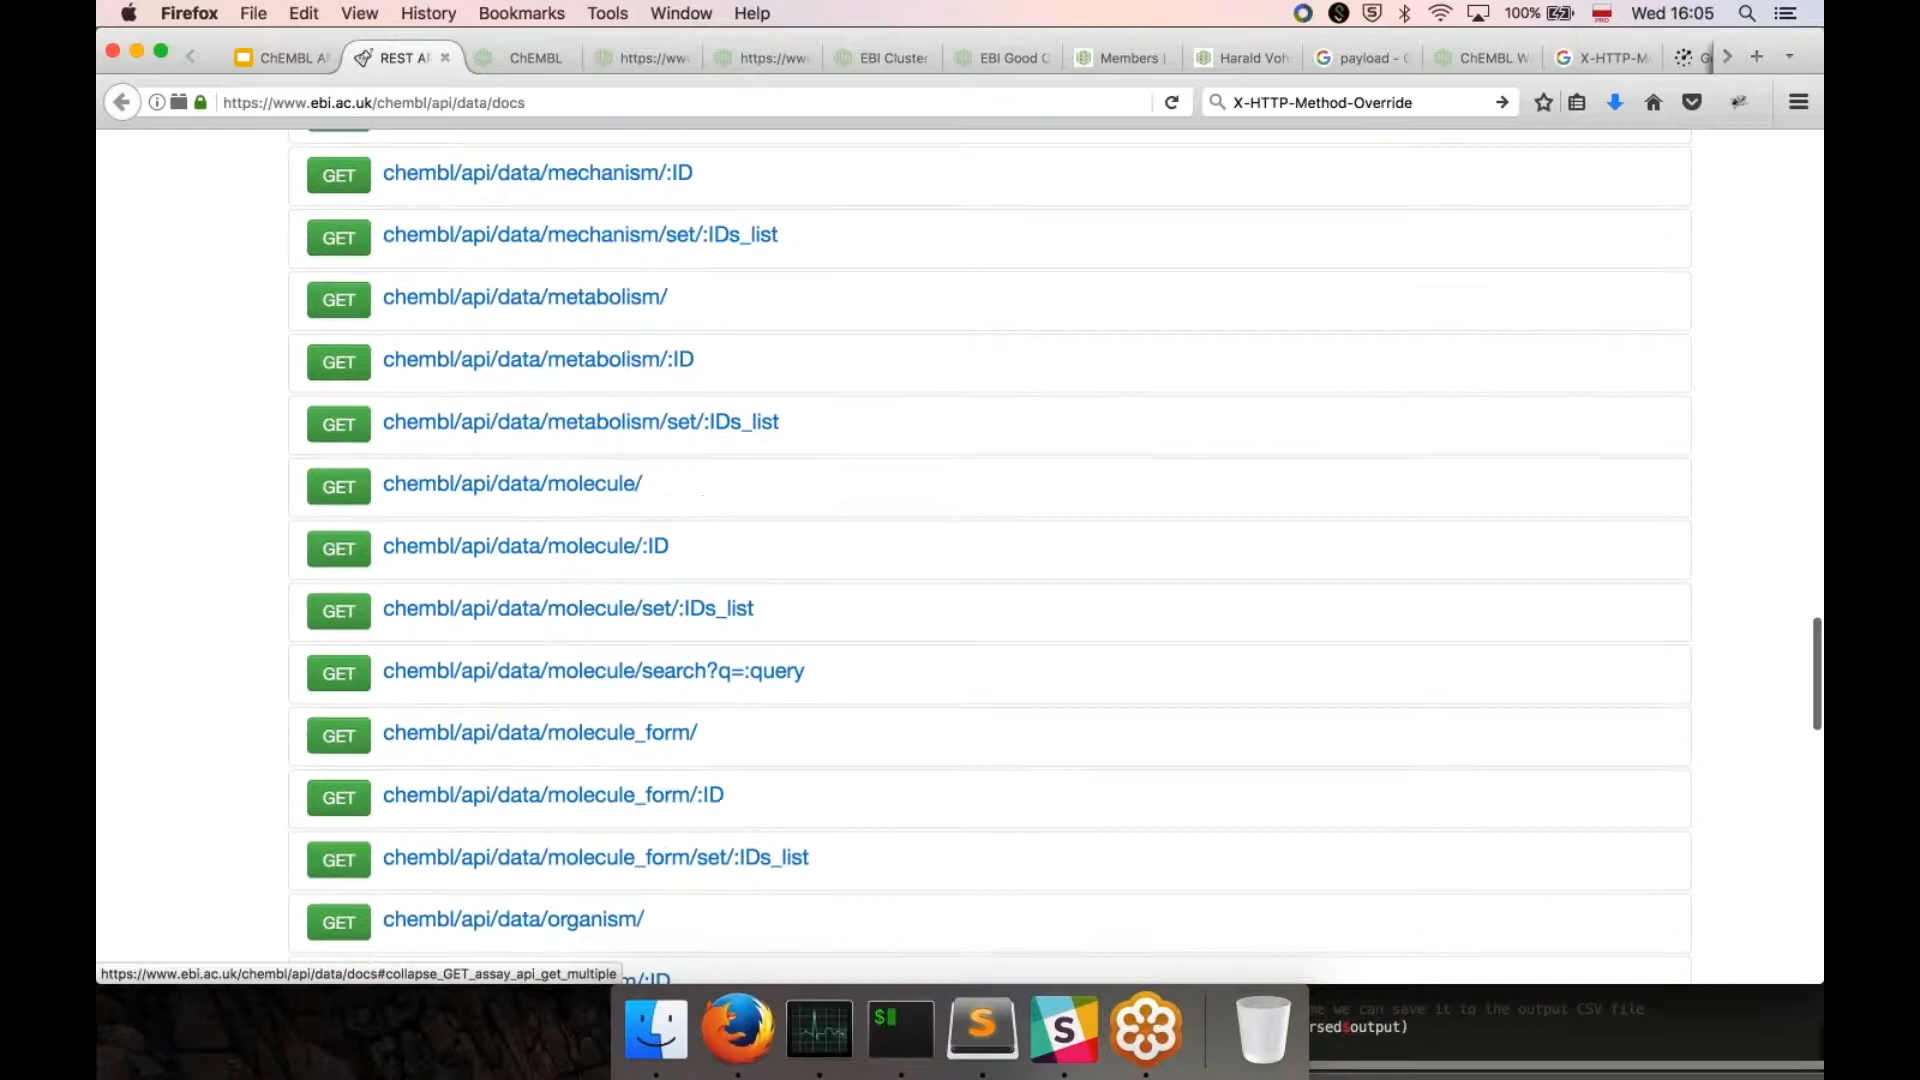 Firefox File Edit View History Bookmarks Tools Window Help 100% Wed 16:05
ChEMBL A REST AF ChEMBL https://ww https://ww EBI Cluster EBI Good C Members | Harald Voh payload - ChEMBL W X-HTTP-M G
https://www.ebi.ac.uk/chembl/api/data/docs X-HTTP-Method-Override
GET chembl/api/data/mechanism/:ID
GET chembl/api/data/mechanism/set/:IDs_list
GET chembl/api/data/metabolism/
GET chembl/api/data/metabolism/:ID
GET chembl/api/data/metabolism/set/:IDs_list
GET chembl/api/data/molecule/
GET chembl/api/data/molecule/:ID
GET chembl/api/data/molecule/set/:IDs_list
GET chembl/api/data/molecule/search?q=:query
GET chembl/api/data/molecule_form/
GET chembl/api/data/molecule_form/:ID
GET chembl/api/data/molecule_form/set/:IDs_list
GET chembl/api/data/organism/
https://www.ebi.ac.uk/chembl/api/data/docs#collapse_GET_assay_api_get_multiple m/:ID
me we can save it to the output CSV file
rsed$output)